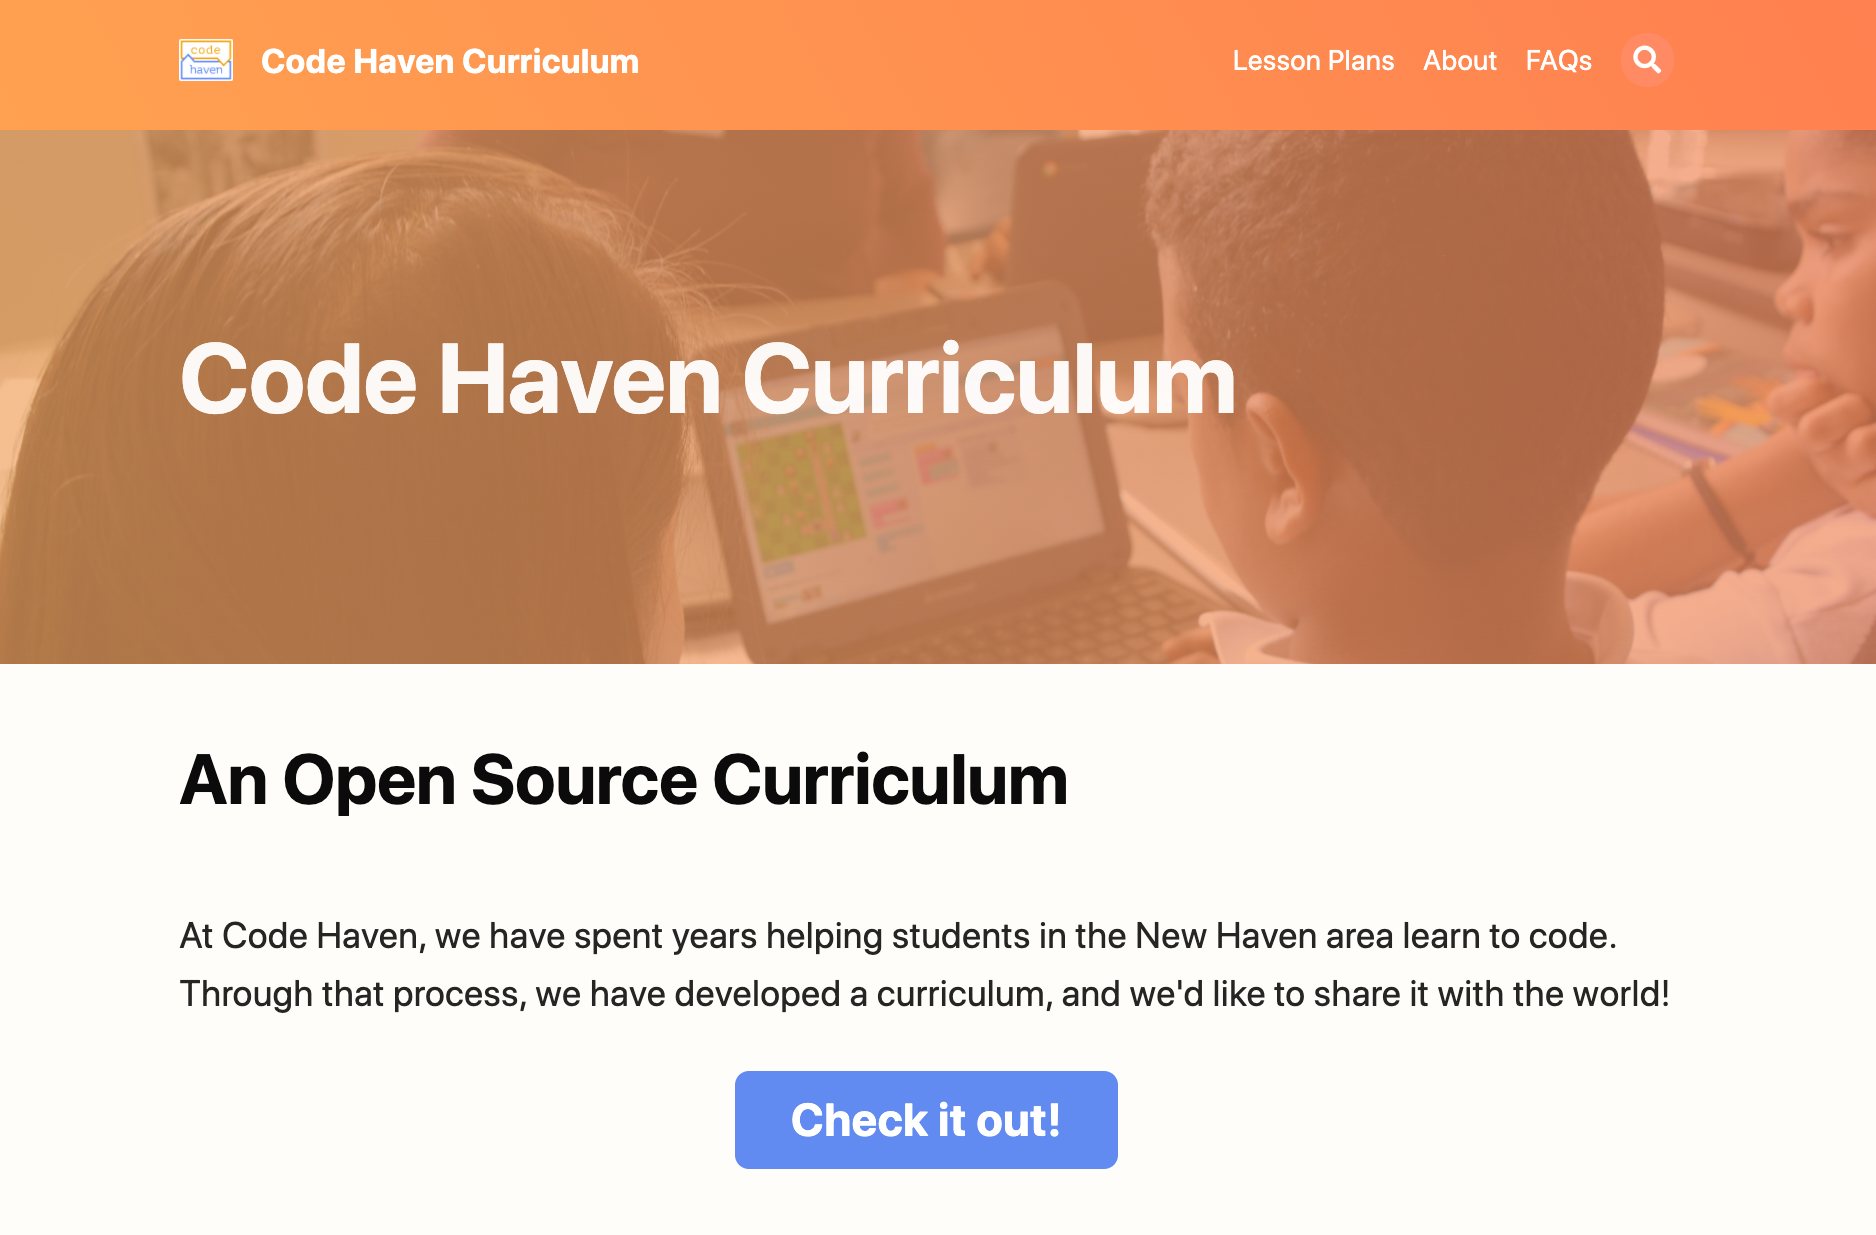 code
haven
Code Haven Curriculum
Lesson Plans
About
FAQs
Code Haven Curriculum
An Open Source Curriculum
At Code Haven, we have spent years helping students in the New Haven area learn to code.
Through that process, we have developed a curriculum, and we'd like to share it with the world!
Check it out!